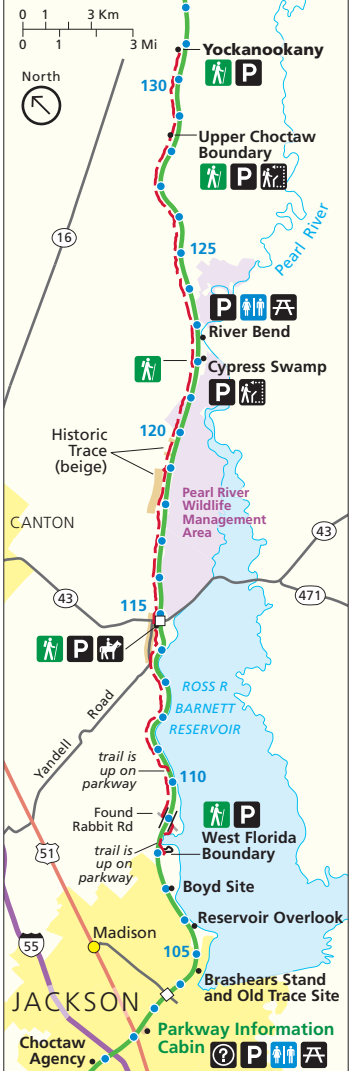 0 1 3 Km
0 1 3 Mi
North
Yockanookany
P
130
Upper Choctaw
Boundary
P
125
16
Pearl River
P
River Bend
Cypress Swamp
P
120
Historic
Trace
(beige)
Pearl River
Wildlife
Management
Area
CANTON
43
43
471
115
P
ROSS R
BARNETT
RESERVOIR
Yandell Road
trail is
up on
parkway
110
Found
Rabbit Rd
P
West Florida
Boundary
trail is
up on
parkway
51
Boyd Site
Reservoir Overlook
55
Madison
105
Brashears Stand
and Old Trace Site
JACKSON
Parkway Information
Cabin ? P
Choctaw
Agency